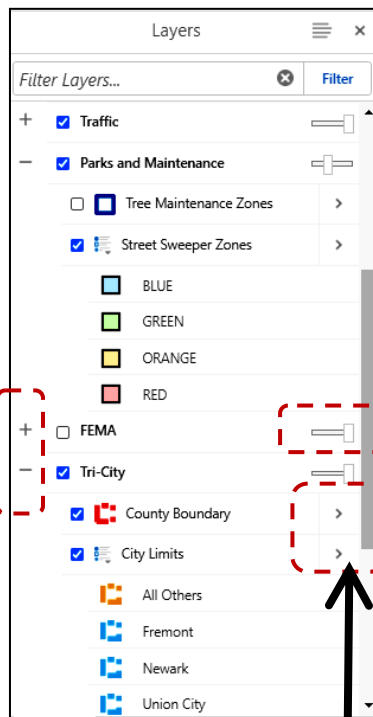 Layers
Filter Layers...
Filter
Traffic
Parks and Maintenance
Tree Maintenance Zones
Street Sweeper Zones
BLUE
GREEN
ORANGE
RED
FEMA
Tri-City
County Boundary
City Limits
All Others
Fremont
Newark
Union City